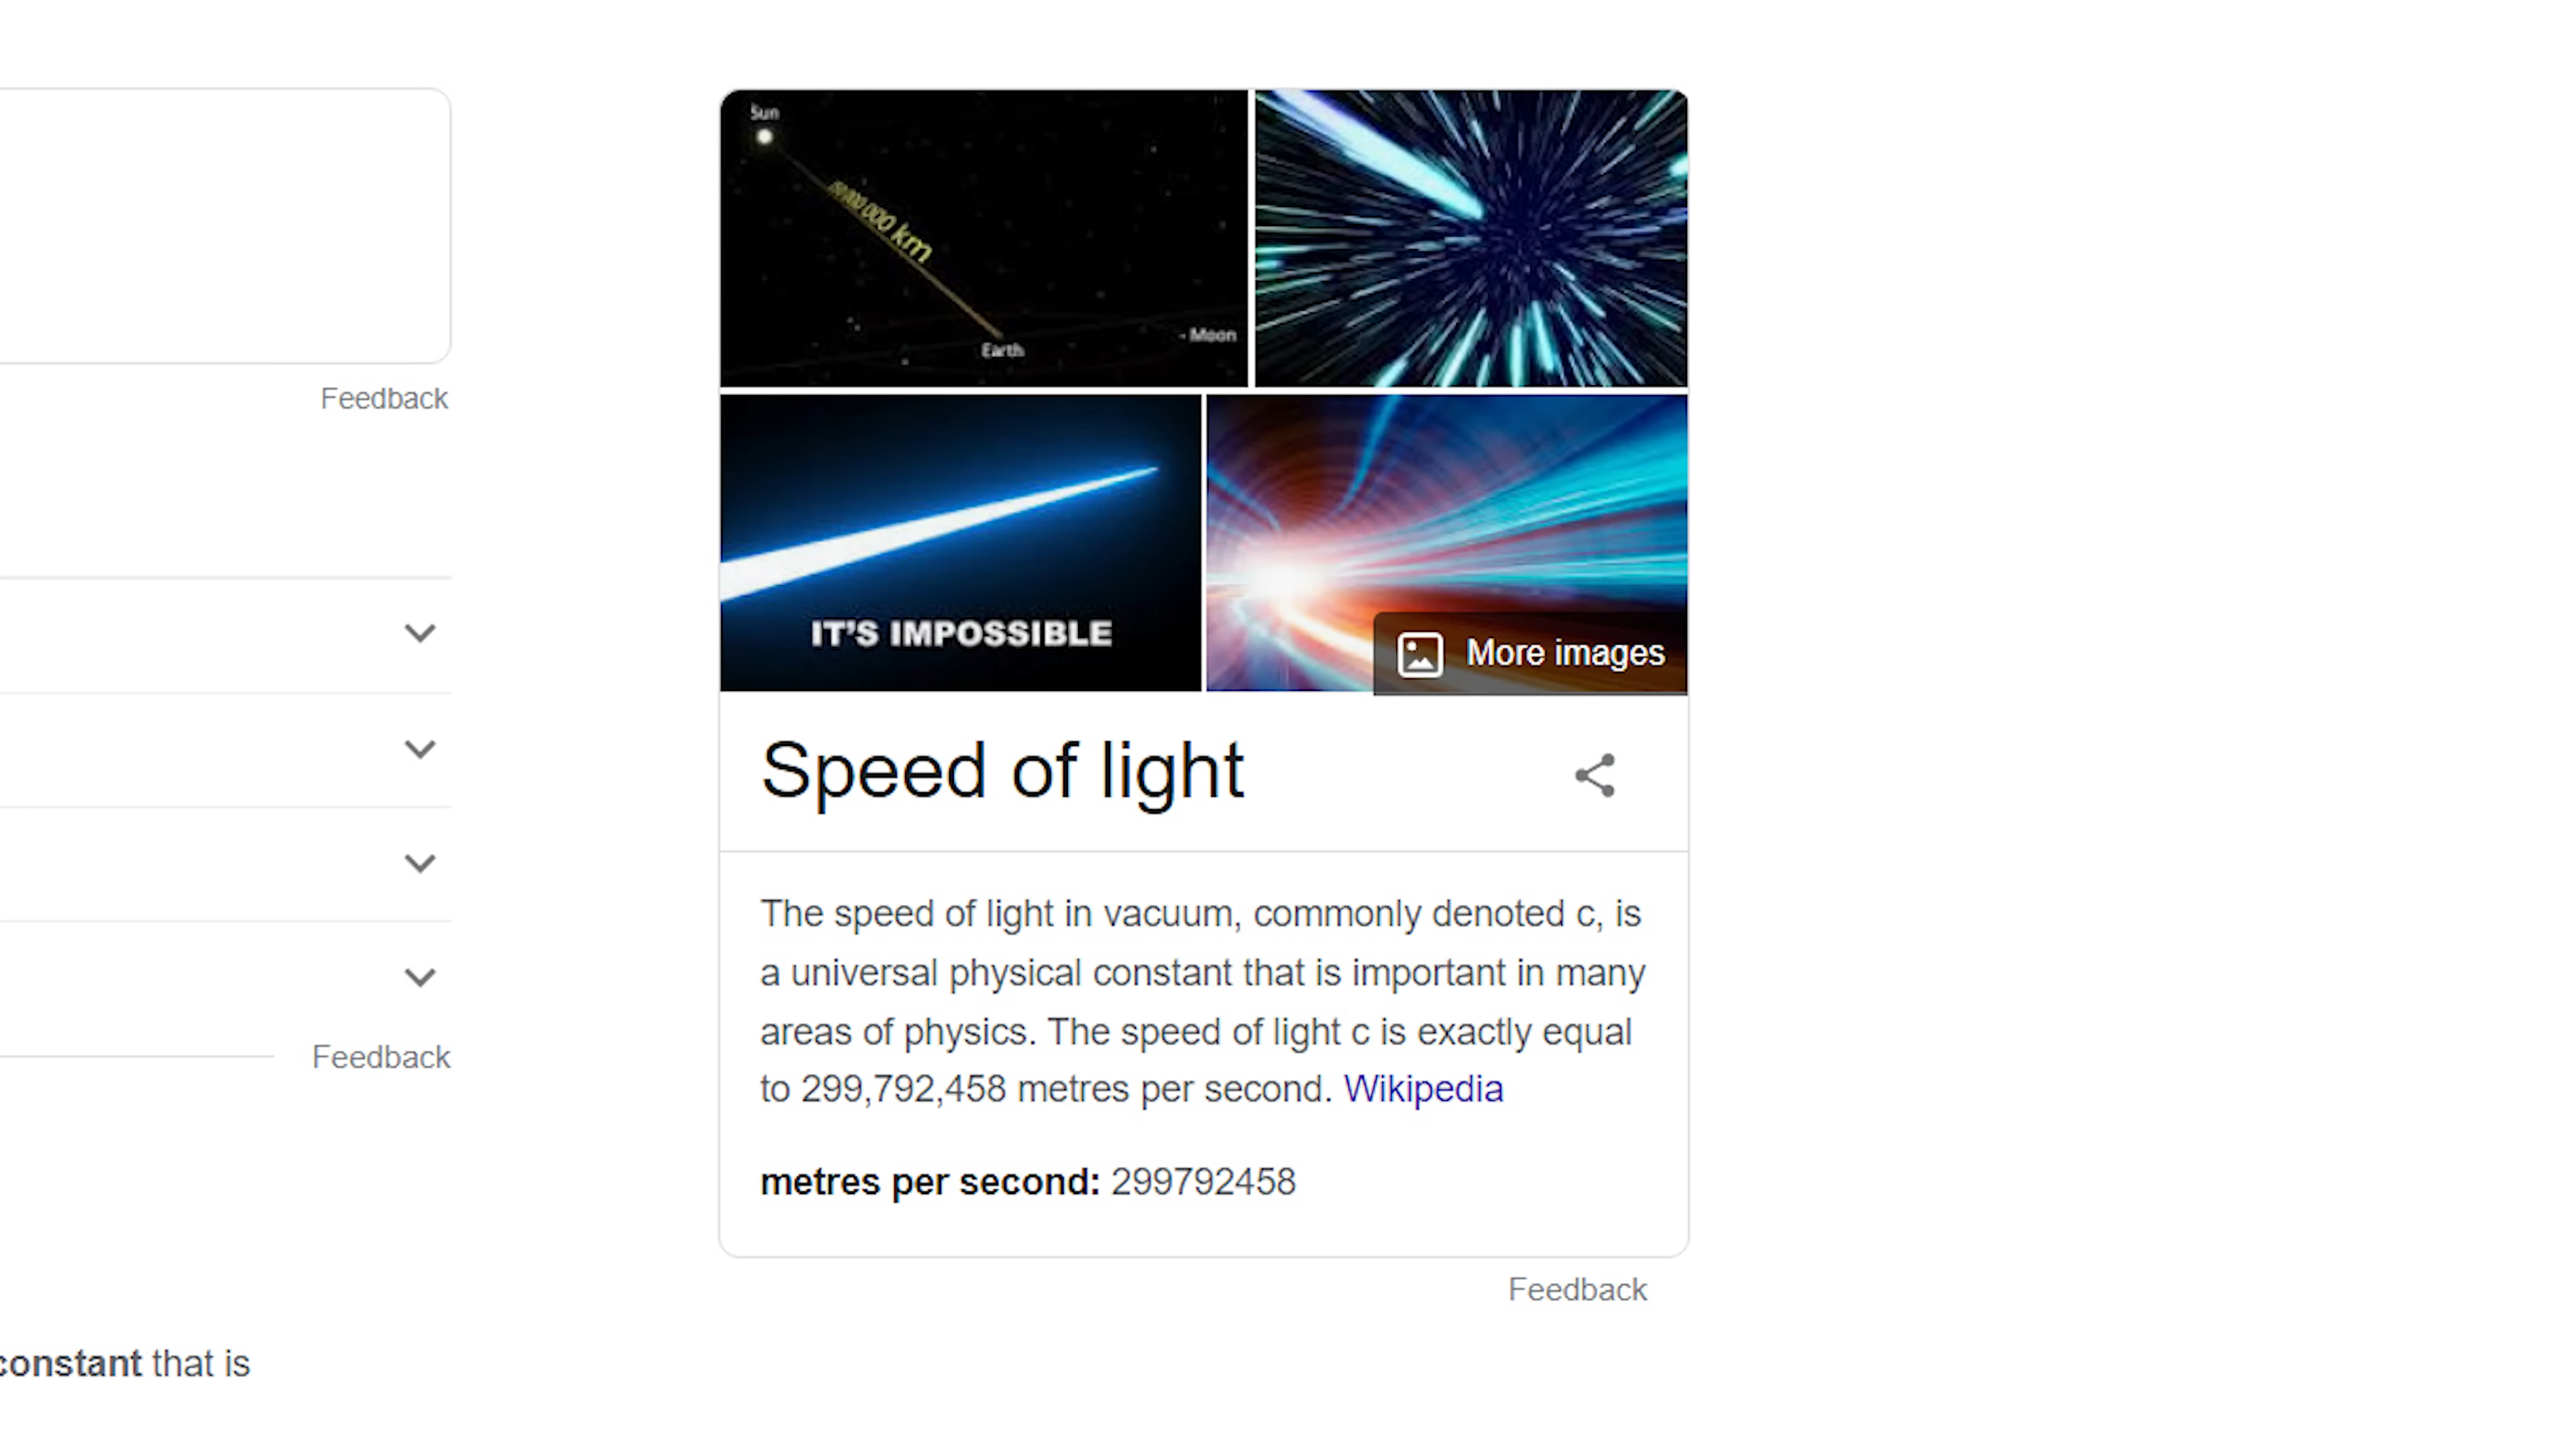 Feedback
Feedback
constant that is
Sun
000 km
Earth
- Moon
IT'S IMPOSSIBLE
More images
Speed of light
The speed of light in vacuum, commonly denoted c, is
a universal physical constant that is important in many
areas of physics. The speed of light c is exactly equal
to 299,792,458 metres per second. Wikipedia
metres per second: 299792458
Feedback